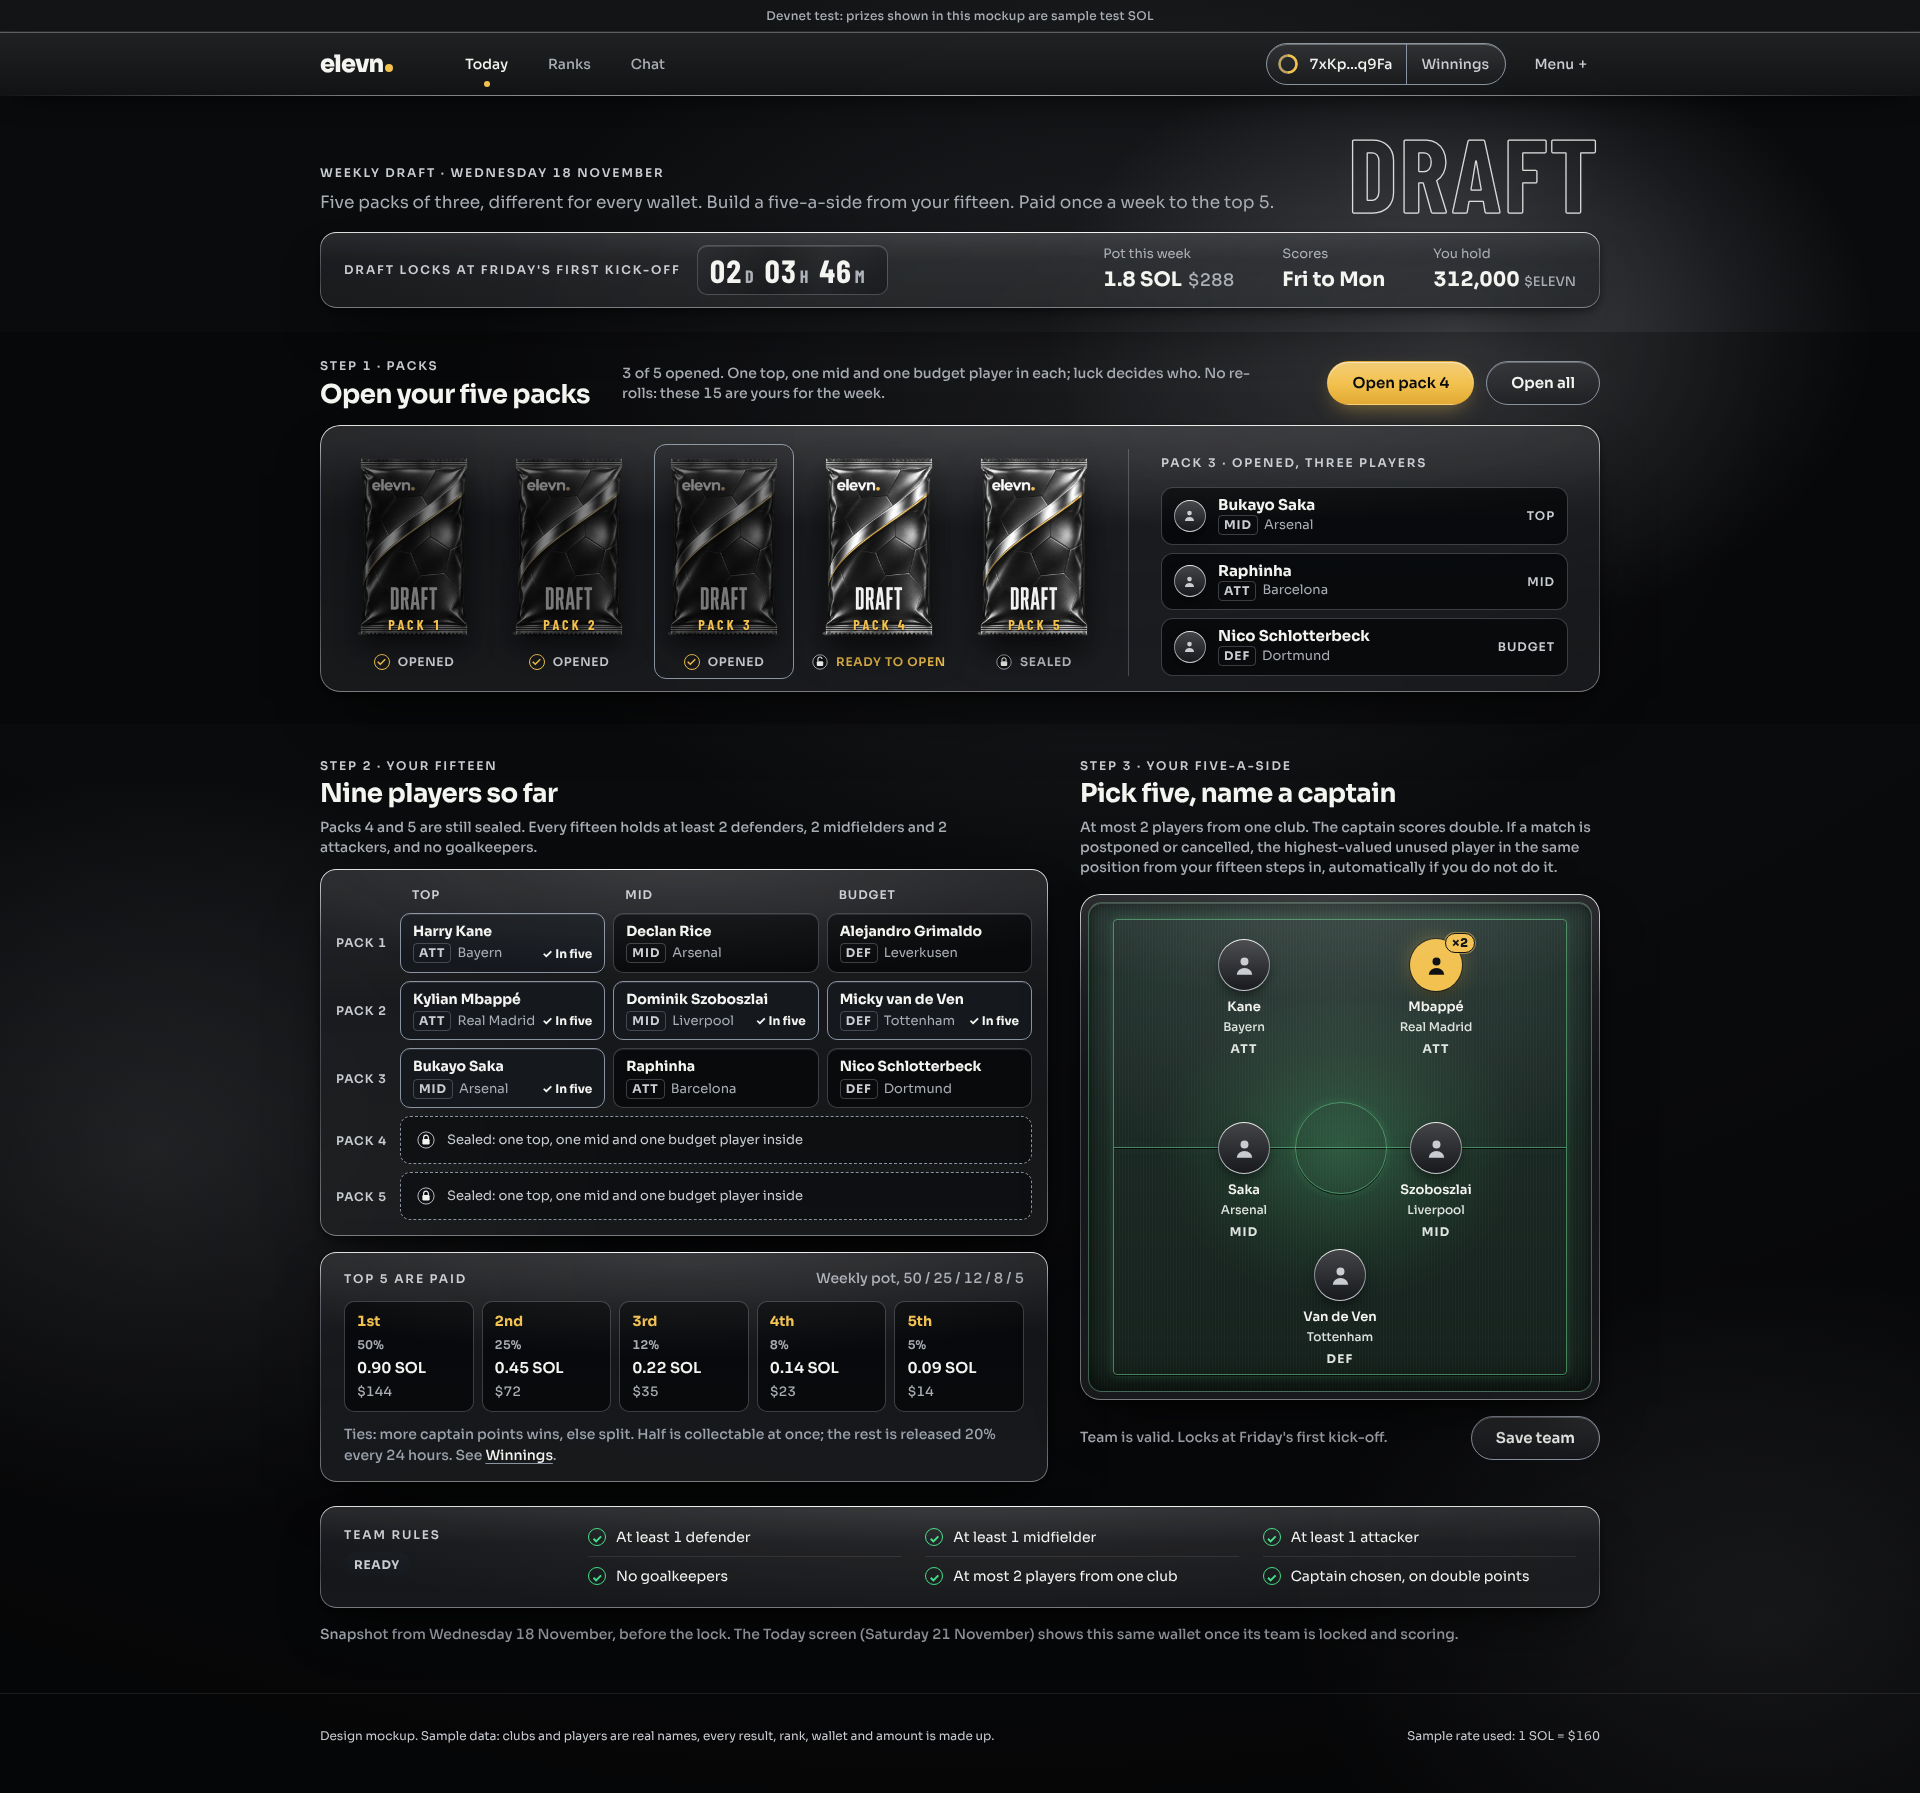 Devnet test: prizes shown in this mockup are sample test SOL
elevn.
Today
Ranks
Chat
7xKp...q9Fa
Winnings
Menu +
WEEKLY DRAFT · WEDNESDAY 18 NOVEMBER
Five packs of three, different for every wallet. Build a five-a-side from your fifteen. Paid once a week to the top 5.
DRAFT
DRAFT LOCKS AT FRIDAY'S FIRST KICK-OFF
02D 03H 46M
Pot this week
1.8 SOL $288
Scores
Fri to Mon
You hold
312,000 $ELEVN
STEP 1 · PACKS
Open your five packs
3 of 5 opened. One top, one mid and one budget player in each; luck decides who. No re-
rolls: these 15 are yours for the week.
Open pack 4
Open all
elevn.
DRAFT
PACK 1
OPENED
elevn.
DRAFT
PACK 2
OPENED
elevn.
DRAFT
PACK 3
OPENED
elevn.
DRAFT
PACK 4
READY TO OPEN
elevn.
DRAFT
PACK 5
SEALED
PACK 3 · OPENED, THREE PLAYERS
Bukayo Saka
MID Arsenal
TOP
Raphinha
ATT Barcelona
MID
Nico Schlotterbeck
DEF Dortmund
BUDGET
STEP 2 · YOUR FIFTEEN
Nine players so far
Packs 4 and 5 are still sealed. Every fifteen holds at least 2 defenders, 2 midfielders and 2
attackers, and no goalkeepers.
TOP
MID
BUDGET
PACK 1
Harry Kane
ATT Bayern ✓ In five
Declan Rice
MID Arsenal
Alejandro Grimaldo
DEF Leverkusen
PACK 2
Kylian Mbappé
ATT Real Madrid ✓ In five
Dominik Szoboszlai
MID Liverpool ✓ In five
Micky van de Ven
DEF Tottenham ✓ In five
PACK 3
Bukayo Saka
MID Arsenal ✓ In five
Raphinha
ATT Barcelona
Nico Schlotterbeck
DEF Dortmund
PACK 4
Sealed: one top, one mid and one budget player inside
PACK 5
Sealed: one top, one mid and one budget player inside
TOP 5 ARE PAID
Weekly pot, 50 / 25 / 12 / 8 / 5
1st
50%
0.90 SOL
$144
2nd
25%
0.45 SOL
$72
3rd
12%
0.22 SOL
$35
4th
8%
0.14 SOL
$23
5th
5%
0.09 SOL
$14
Ties: more captain points wins, else split. Half is collectable at once; the rest is released 20%
every 24 hours. See Winnings.
STEP 3 · YOUR FIVE-A-SIDE
Pick five, name a captain
At most 2 players from one club. The captain scores double. If a match is
postponed or cancelled, the highest-valued unused player in the same
position from your fifteen steps in, automatically if you do not do it.
Kane
Bayern
ATT
×2
Mbappé
Real Madrid
ATT
Saka
Arsenal
MID
Szoboszlai
Liverpool
MID
Van de Ven
Tottenham
DEF
Team is valid. Locks at Friday's first kick-off.
Save team
TEAM RULES
READY
At least 1 defender
At least 1 midfielder
At least 1 attacker
No goalkeepers
At most 2 players from one club
Captain chosen, on double points
Snapshot from Wednesday 18 November, before the lock. The Today screen (Saturday 21 November) shows this same wallet once its team is locked and scoring.
Design mockup. Sample data: clubs and players are real names, every result, rank, wallet and amount is made up.
Sample rate used: 1 SOL = $160